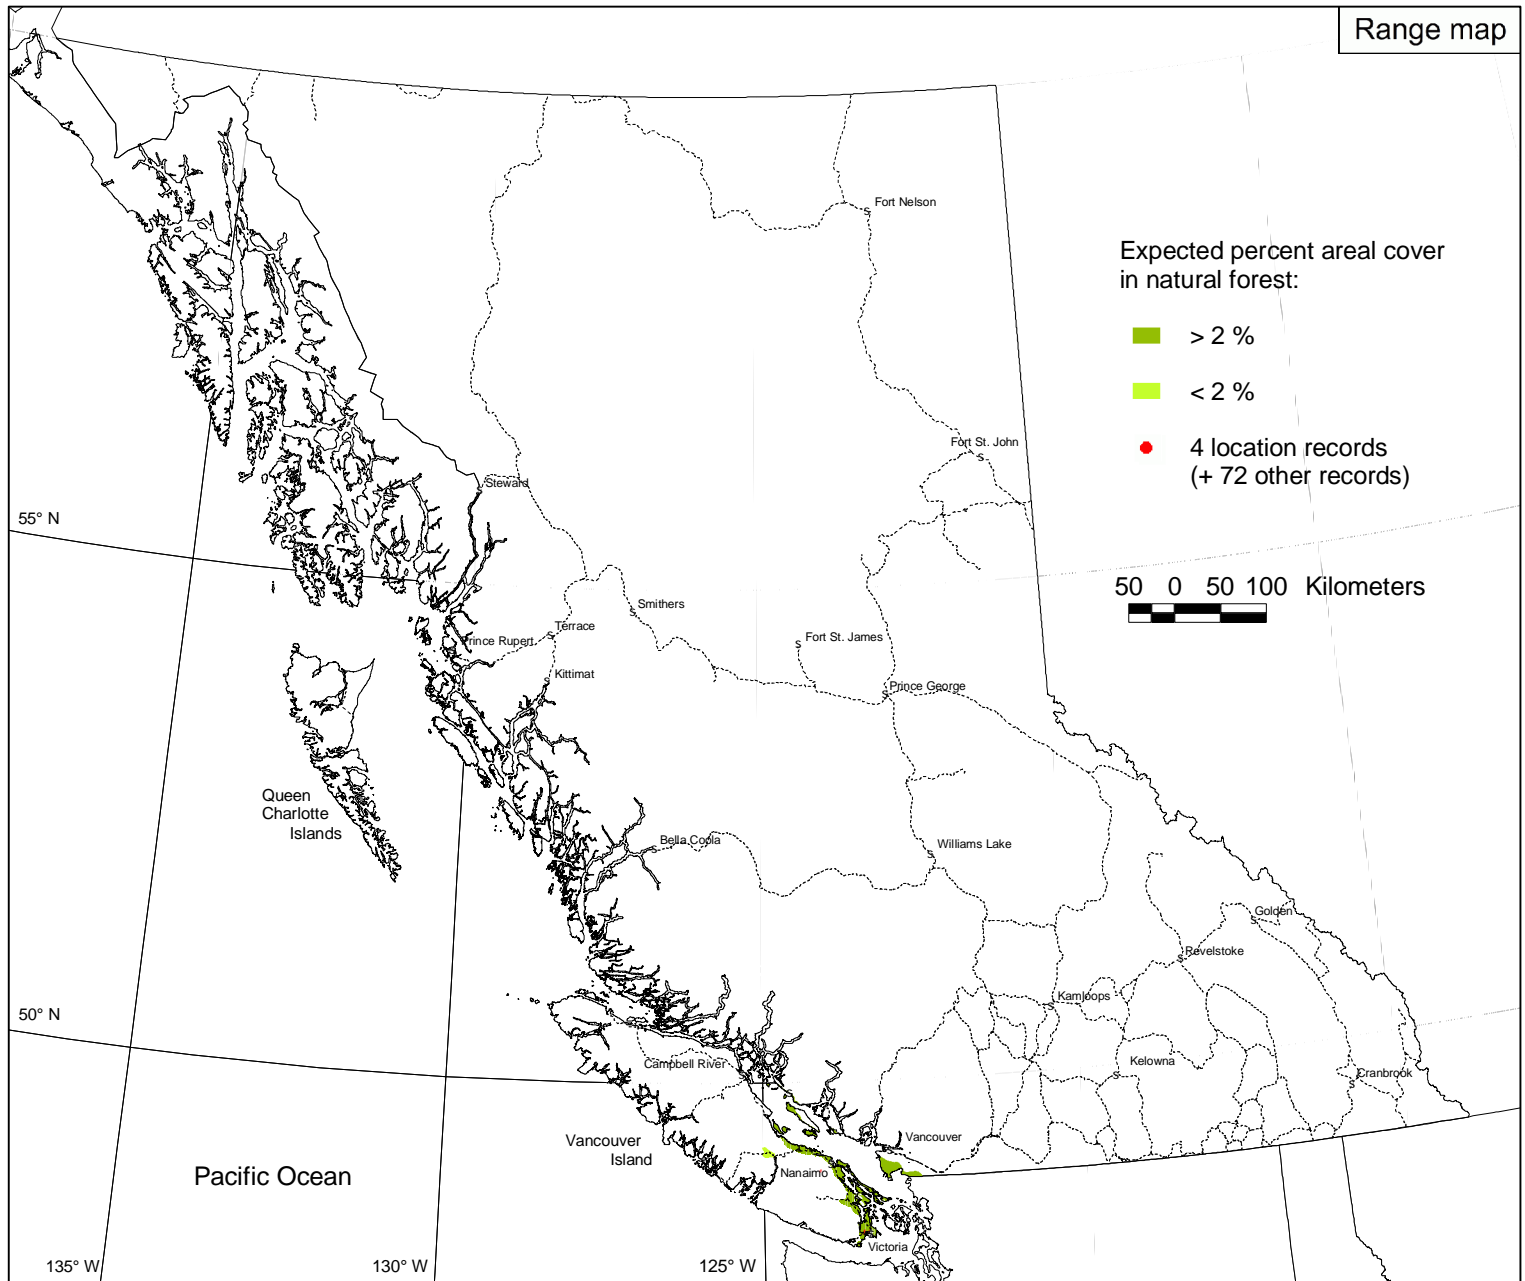 Range map
Fort Nelson
Expected percent areal cover
in natural forest:
> 2 %
< 2 %
4 location records
(+ 72 other records)
Fort St. John
Steward
55° N
50 0 50 100 Kilometers
Smithers
Terrace
Prince Rupert
Fort St. James
Kittimat
Prince George
Queen
Charlotte
Islands
Bella Coola
Williams Lake
Golden
Revelstoke
Kamloops
50° N
Campbell River
Kelowna
Cranbrook
Vancouver
Island
Vancouver
Nanaimo
Pacific Ocean
Victoria
135° W
130° W
125° W